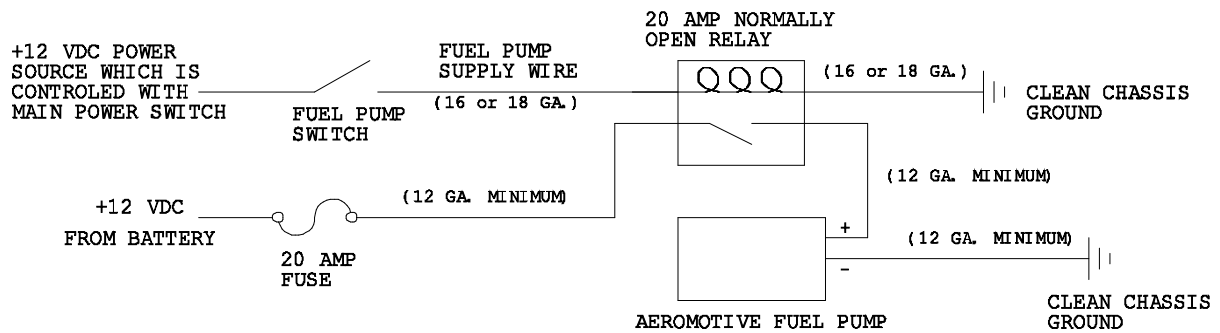 20 AMP NORMALLY
OPEN RELAY
+12 VDC POWER
SOURCE WHICH IS
CONTROLED WITH
MAIN POWER SWITCH
FUEL PUMP
SWITCH
FUEL PUMP
SUPPLY WIRE
(16 or 18 GA.)
(16 or 18 GA.)
CLEAN CHASSIS
GROUND
+12 VDC
FROM BATTERY
20 AMP
FUSE
(12 GA. MINIMUM)
(12 GA. MINIMUM)
+
-
(12 GA. MINIMUM)
CLEAN CHASSIS
GROUND
AEROMOTIVE FUEL PUMP